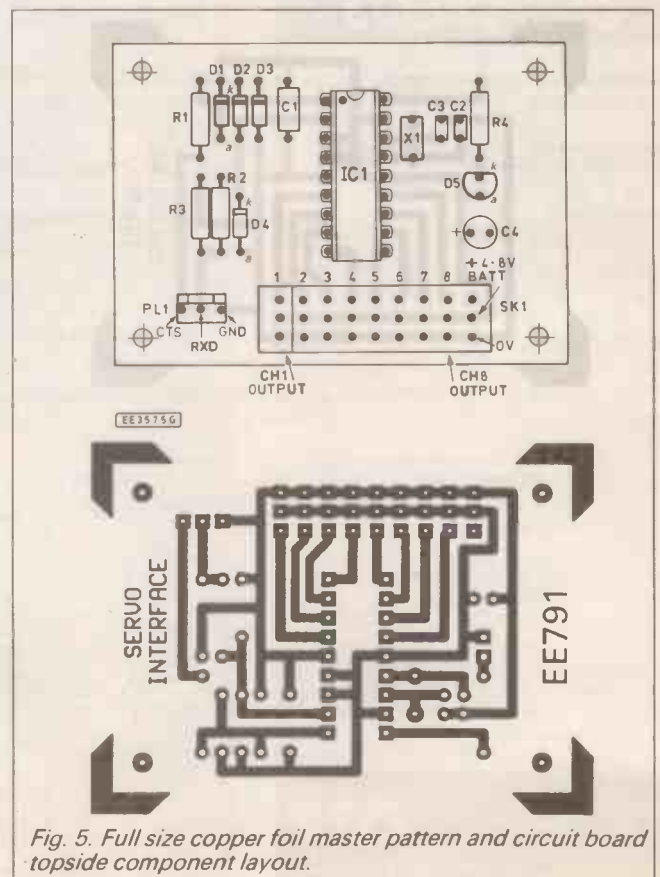 D1 D2 D3
k
R1
C1
C3 C2
X1
R4
a
IC1
k
D5
a
R2
R3
k
D4
a
+ C4
+ 4·8V
BATT
1 2 3 4 5 6 7 8
SK1
PL1
CTS
RXD
GND
0V
CH1
OUTPUT
CH8
OUTPUT
EE3575G
SERVO
INTERFACE
EE791
Fig. 5. Full size copper foil master pattern and circuit board
topside component layout.